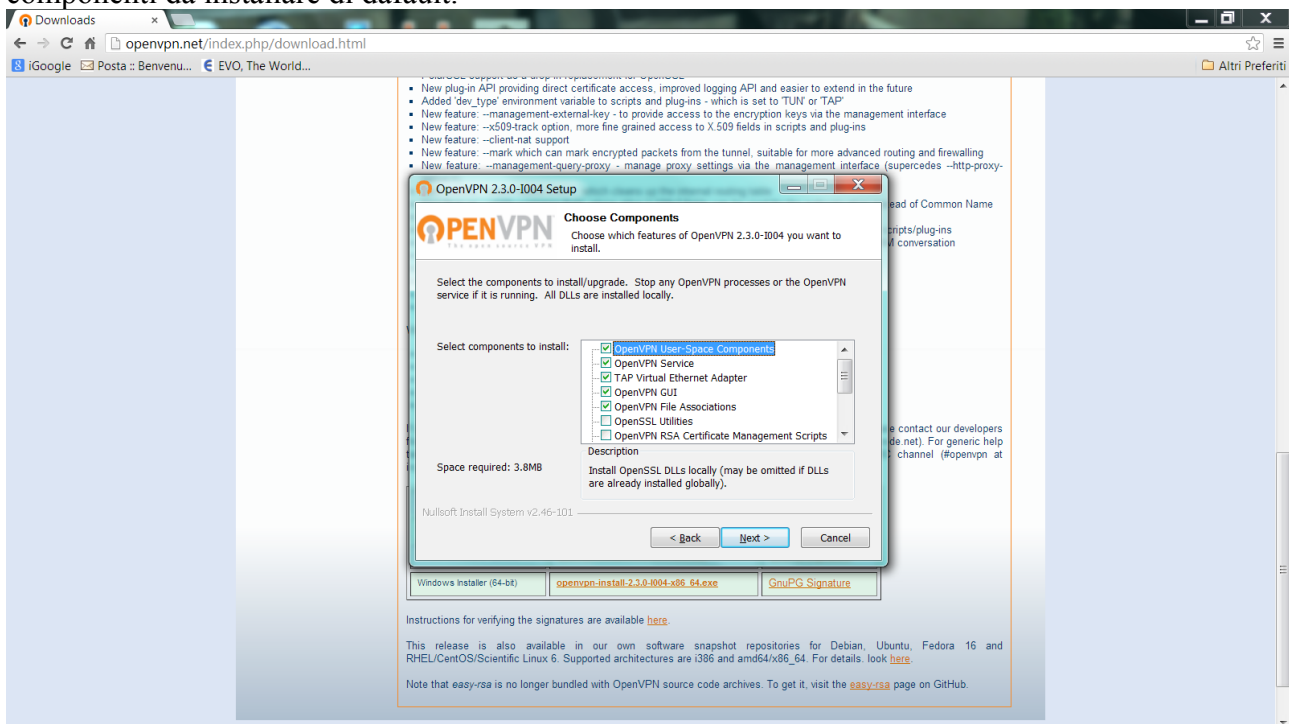 componenti da installare di dafault.
Downloads ×
openvpn.net/index.php/download.html
iGoogle Posta :: Benvenu... EVO, The World... Altri Preferiti
New plug-in API providing direct certificate access, improved logging API and easier to extend in the future
Added 'dev_type' environment variable to scripts and plug-ins - which is set to 'TUN' or 'TAP'
New feature: --management-external-key - to provide access to the encryption keys via the management interface
New feature: --x509-track option, more fine grained access to X.509 fields in scripts and plug-ins
New feature: --client-nat support
New feature: --mark which can mark encrypted packets from the tunnel, suitable for more advanced routing and firewalling
New feature: --management-query-proxy - manage proxy settings via the management interface (supercedes --http-proxy-
OpenVPN 2.3.0-I004 Setup
ead of Common Name
cripts/plug-ins
conversation
OPENVPN
The open source VPN
Choose Components
Choose which features of OpenVPN 2.3.0-I004 you want to
install.
Select the components to install/upgrade. Stop any OpenVPN processes or the OpenVPN
service if it is running. All DLLs are installed locally.
Select components to install:
OpenVPN User-Space Components
OpenVPN Service
TAP Virtual Ethernet Adapter
OpenVPN GUI
OpenVPN File Associations
OpenSSL Utilities
OpenVPN RSA Certificate Management Scripts
e contact our developers
de.net). For generic help
channel (#openvpn at
Space required: 3.8MB
Description
Install OpenSSL DLLs locally (may be omitted if DLLs
are already installed globally).
Nullsoft Install System v2.46-101
< Back Next > Cancel
Windows Installer (64-bit) openvpn-install-2.3.0-I004-x86_64.exe GnuPG Signature
Instructions for verifying the signatures are available here.
This release is also available in our own software snapshot repositories for Debian, Ubuntu, Fedora 16 and
RHEL/CentOS/Scientific Linux 6. Supported architectures are i386 and amd64/x86_64. For details. look here.
Note that easy-rsa is no longer bundled with OpenVPN source code archives. To get it, visit the easy-rsa page on GitHub.